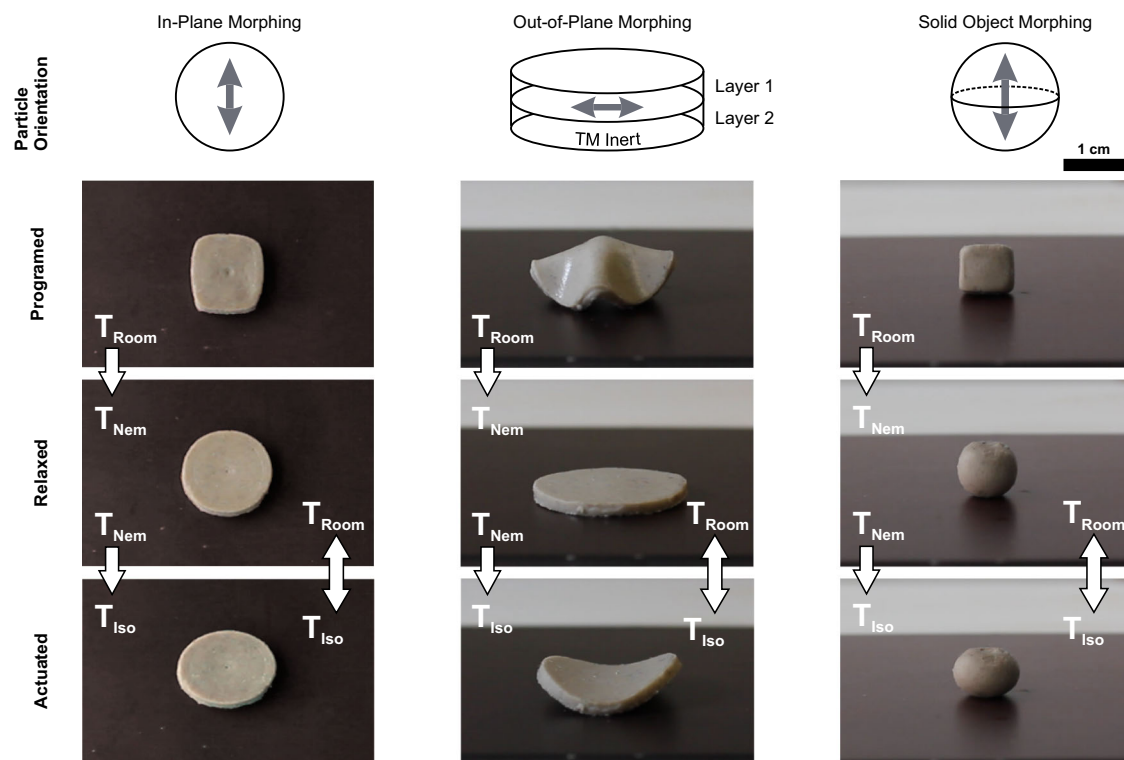 In-Plane Morphing
Out-of-Plane Morphing
Solid Object Morphing
Particle
Orientation
Layer 1
Layer 2
TM Inert
1 cm
Programed
T Room
T Room
T Room
T Nem
T Nem
T Nem
Relaxed
T Nem
T Room
T Nem
T Room
T Nem
T Room
Actuated
T Iso
T Iso
T Iso
T Iso
T Iso
T Iso